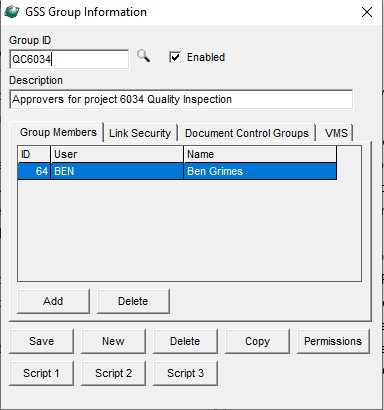 GSS Group Information
Group ID
QC6034
Enabled
Description
Approvers for project 6034 Quality Inspection
Group Members Link Security Document Control Groups VMS
ID User Name
64 BEN Ben Grimes
Add Delete
Save New Delete Copy Permissions
Script 1 Script 2 Script 3